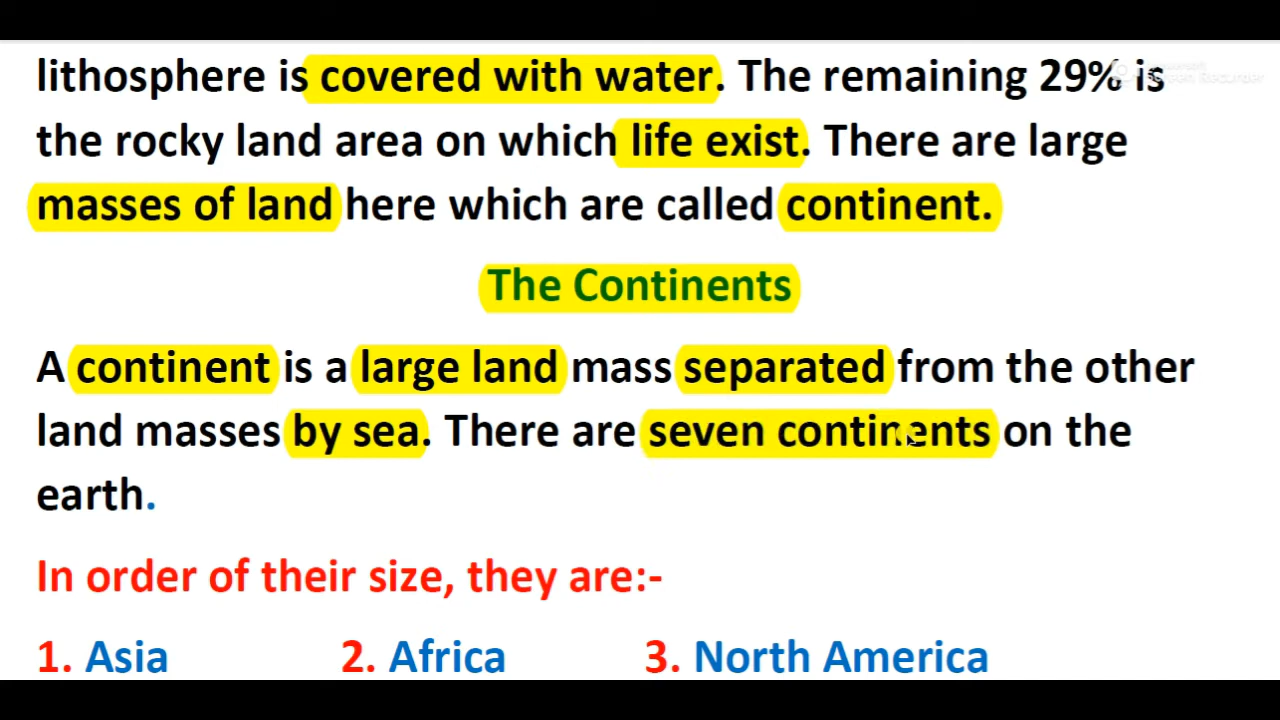 lithosphere is covered with water. The remaining 29% is
the rocky land area on which life exist. There are large
masses of land here which are called continent.
The Continents
A continent is a large land mass separated from the other
land masses by sea. There are seven continents on the
earth.
In order of their size, they are:-
1. Asia 2. Africa 3. North America